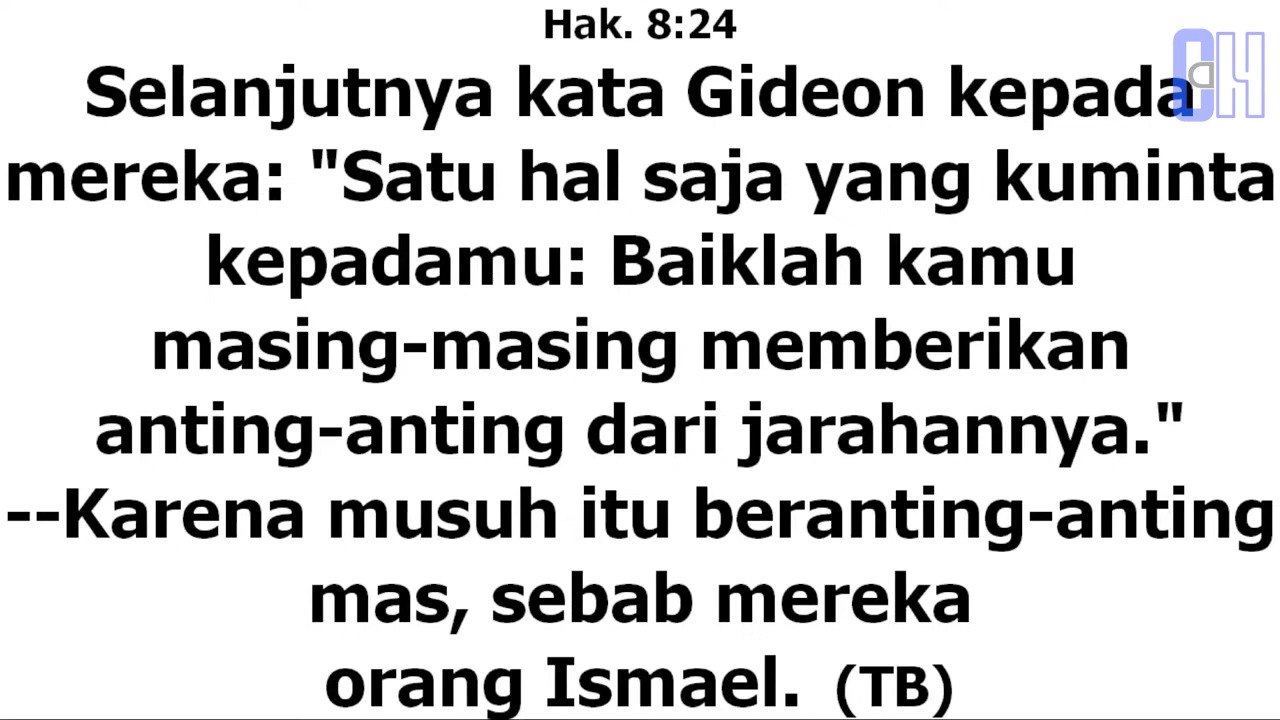 Hak. 8:24
Selanjutnya kata Gideon kepada
mereka: "Satu hal saja yang kuminta
kepadamu: Baiklah kamu
masing-masing memberikan
anting-anting dari jarahannya."
--Karena musuh itu beranting-anting
mas, sebab mereka
orang Ismael. (TB)